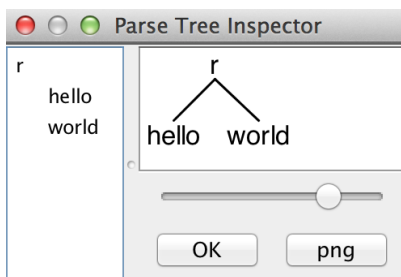 Parse Tree Inspector
r
hello
world
r
hello world
OK png